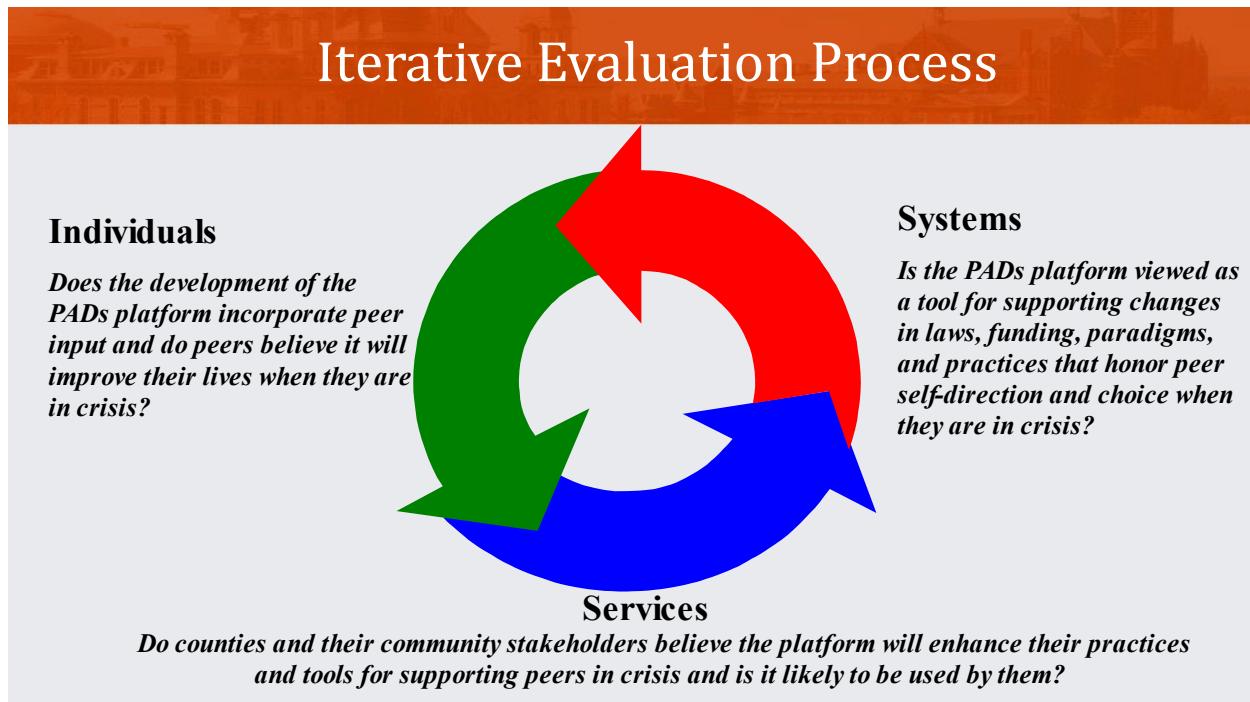 Iterative Evaluation Process
Individuals
Does the development of the
PADs platform incorporate peer
input and do peers believe it will
improve their lives when they are
in crisis?
Systems
Is the PADs platform viewed as
a tool for supporting changes
in laws, funding, paradigms,
and practices that honor peer
self-direction and choice when
they are in crisis?
Services
Do counties and their community stakeholders believe the platform will enhance their practices
and tools for supporting peers in crisis and is it likely to be used by them?